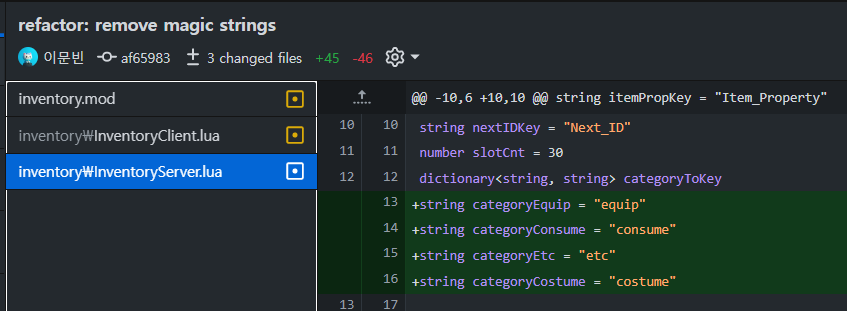 refactor: remove magic strings
이문빈 af65983 3 changed files +45 -46
inventory.mod
inventory₩InventoryClient.lua
inventory₩InventoryServer.lua
@@ -10,6 +10,10 @@ string itemPropKey = "Item_Property"
10 10 string nextIDKey = "Next_ID"
11 11 number slotCnt = 30
12 12 dictionary<string, string> categoryToKey
13 +string categoryEquip = "equip"
14 +string categoryConsume = "consume"
15 +string categoryEtc = "etc"
16 +string categoryCostume = "costume"
13 17